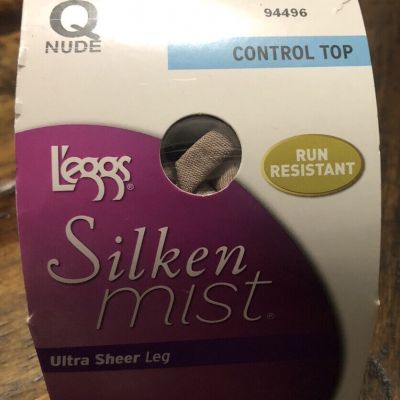 Q
NUDE
94496
CONTROL TOP
RUN
RESISTANT
L'eggs®
Silken
mist®
Ultra Sheer Leg